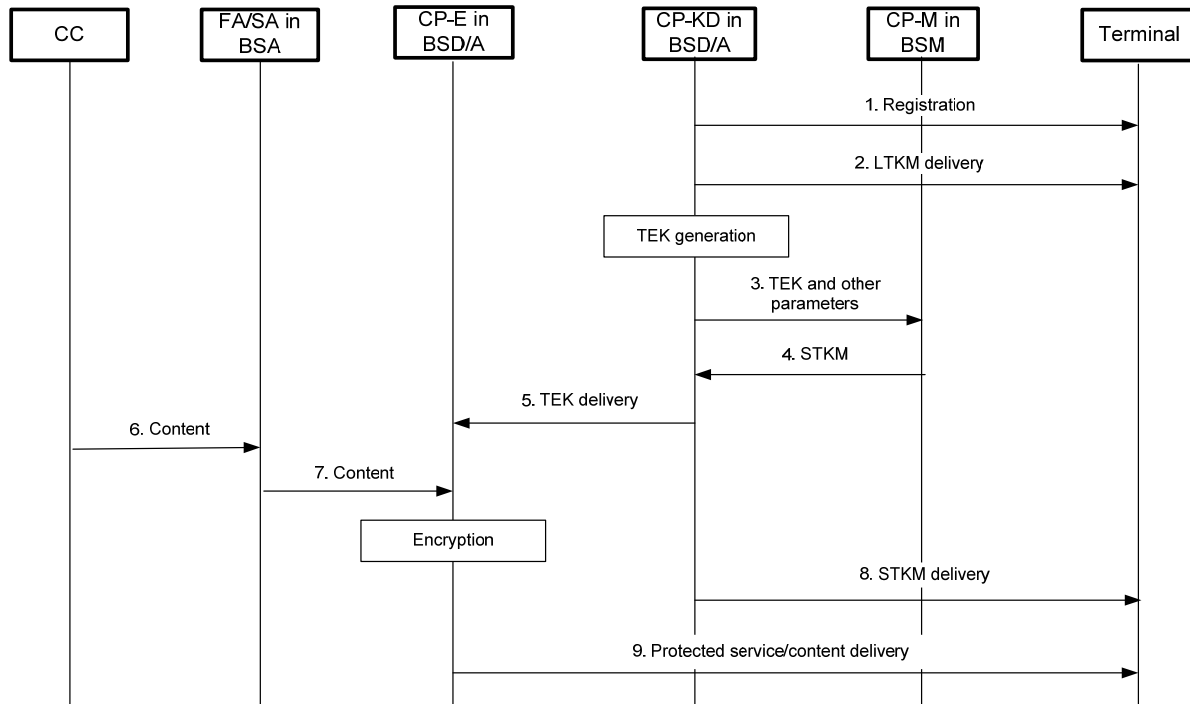 CC
FA/SA in
BSA
CP-E in
BSD/A
CP-KD in
BSD/A
CP-M in
BSM
Terminal
1. Registration
2. LTKM delivery
TEK generation
3. TEK and other
parameters
4. STKM
5. TEK delivery
6. Content
7. Content
Encryption
8. STKM delivery
9. Protected service/content delivery